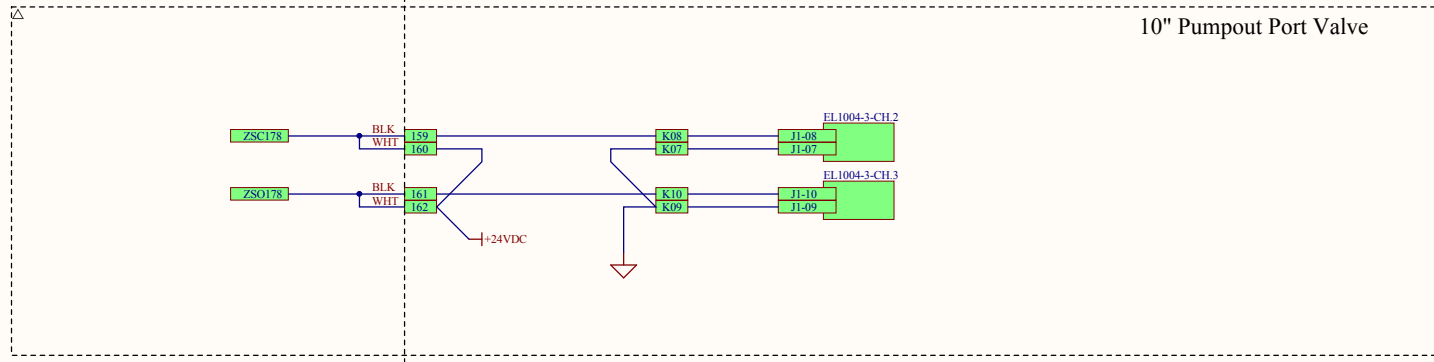 10" Pumpout Port Valve
EL1004-3-CH.2
ZSC178 BLK 159 K08 J1-08
WHT 160 K07 J1-07
EL1004-3-CH.3
ZSO178 BLK 161 K10 J1-10
WHT 162 K09 J1-09
+24VDC